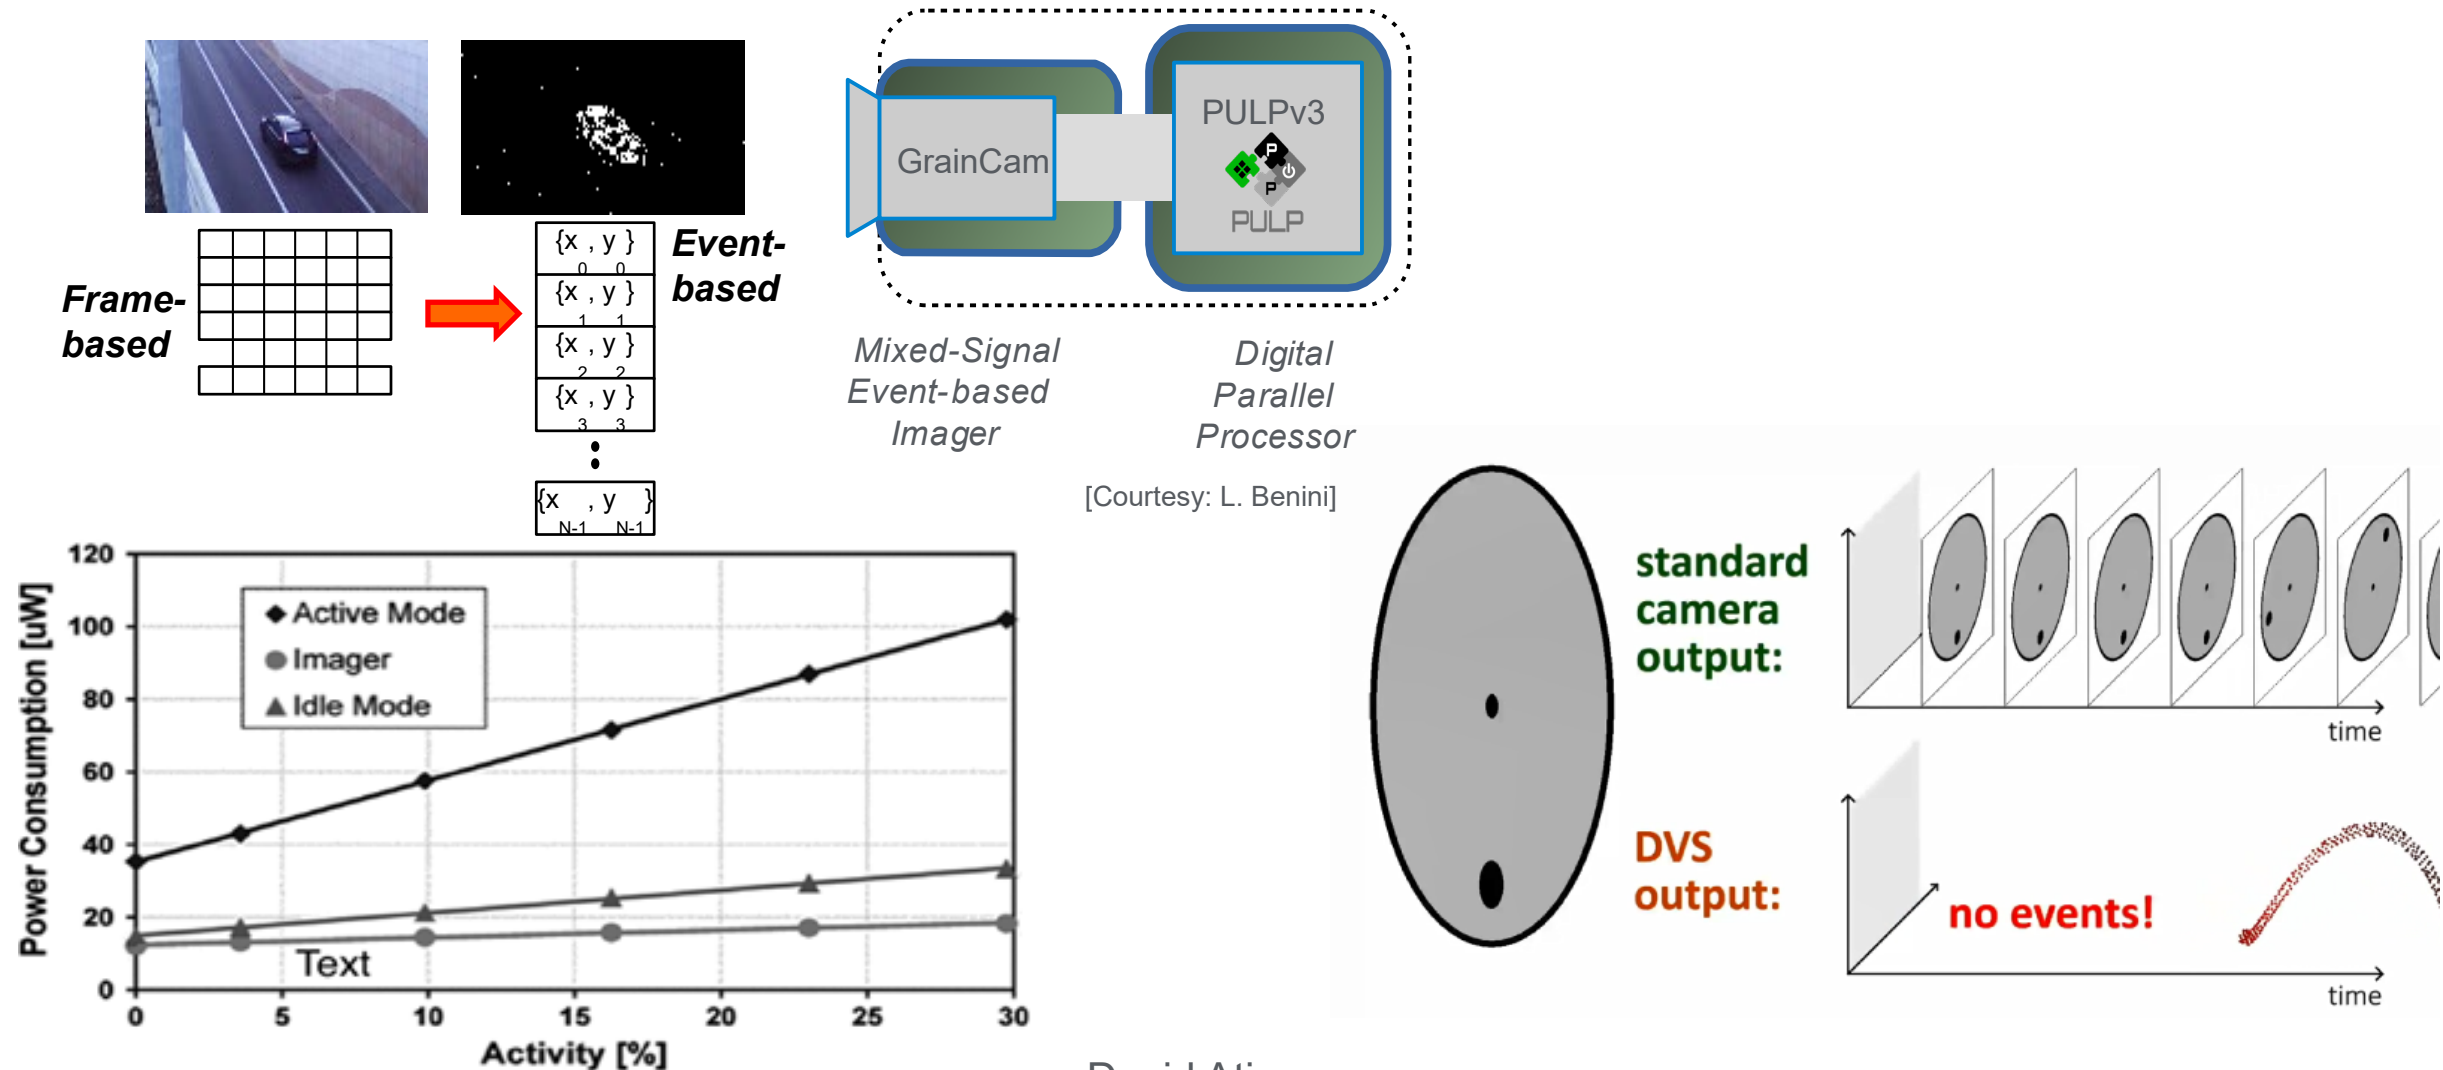 Frame-
based
{x0, y0}
{x1, y1}
{x2, y2}
{x3, y3}
{xN-1, yN-1}
Event-
based
GrainCam
PULPv3
P
P
PULP
Mixed-Signal
Event-based
Imager
Digital
Parallel
Processor
[Courtesy: L. Benini]
Power Consumption [uW]
120
100
80
60
40
20
0
Active Mode
Imager
Idle Mode
Text
0 5 10 15 20 25 30
Activity [%]
standard
camera
output:
time
DVS
output:
no events!
time